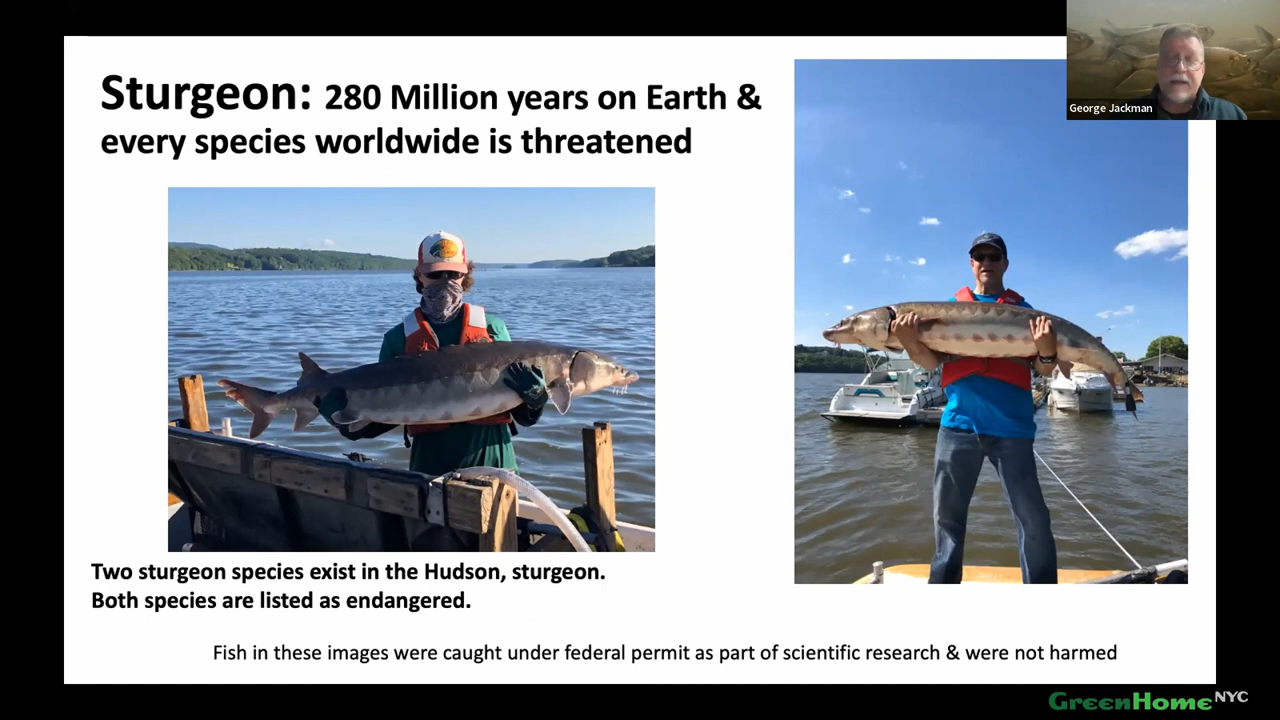 Sturgeon: 280 Million years on Earth &
every species worldwide is threatened
George Jackman
Two sturgeon species exist in the Hudson, sturgeon.
Both species are listed as endangered.
Fish in these images were caught under federal permit as part of scientific research & were not harmed
GreenHomeNYC